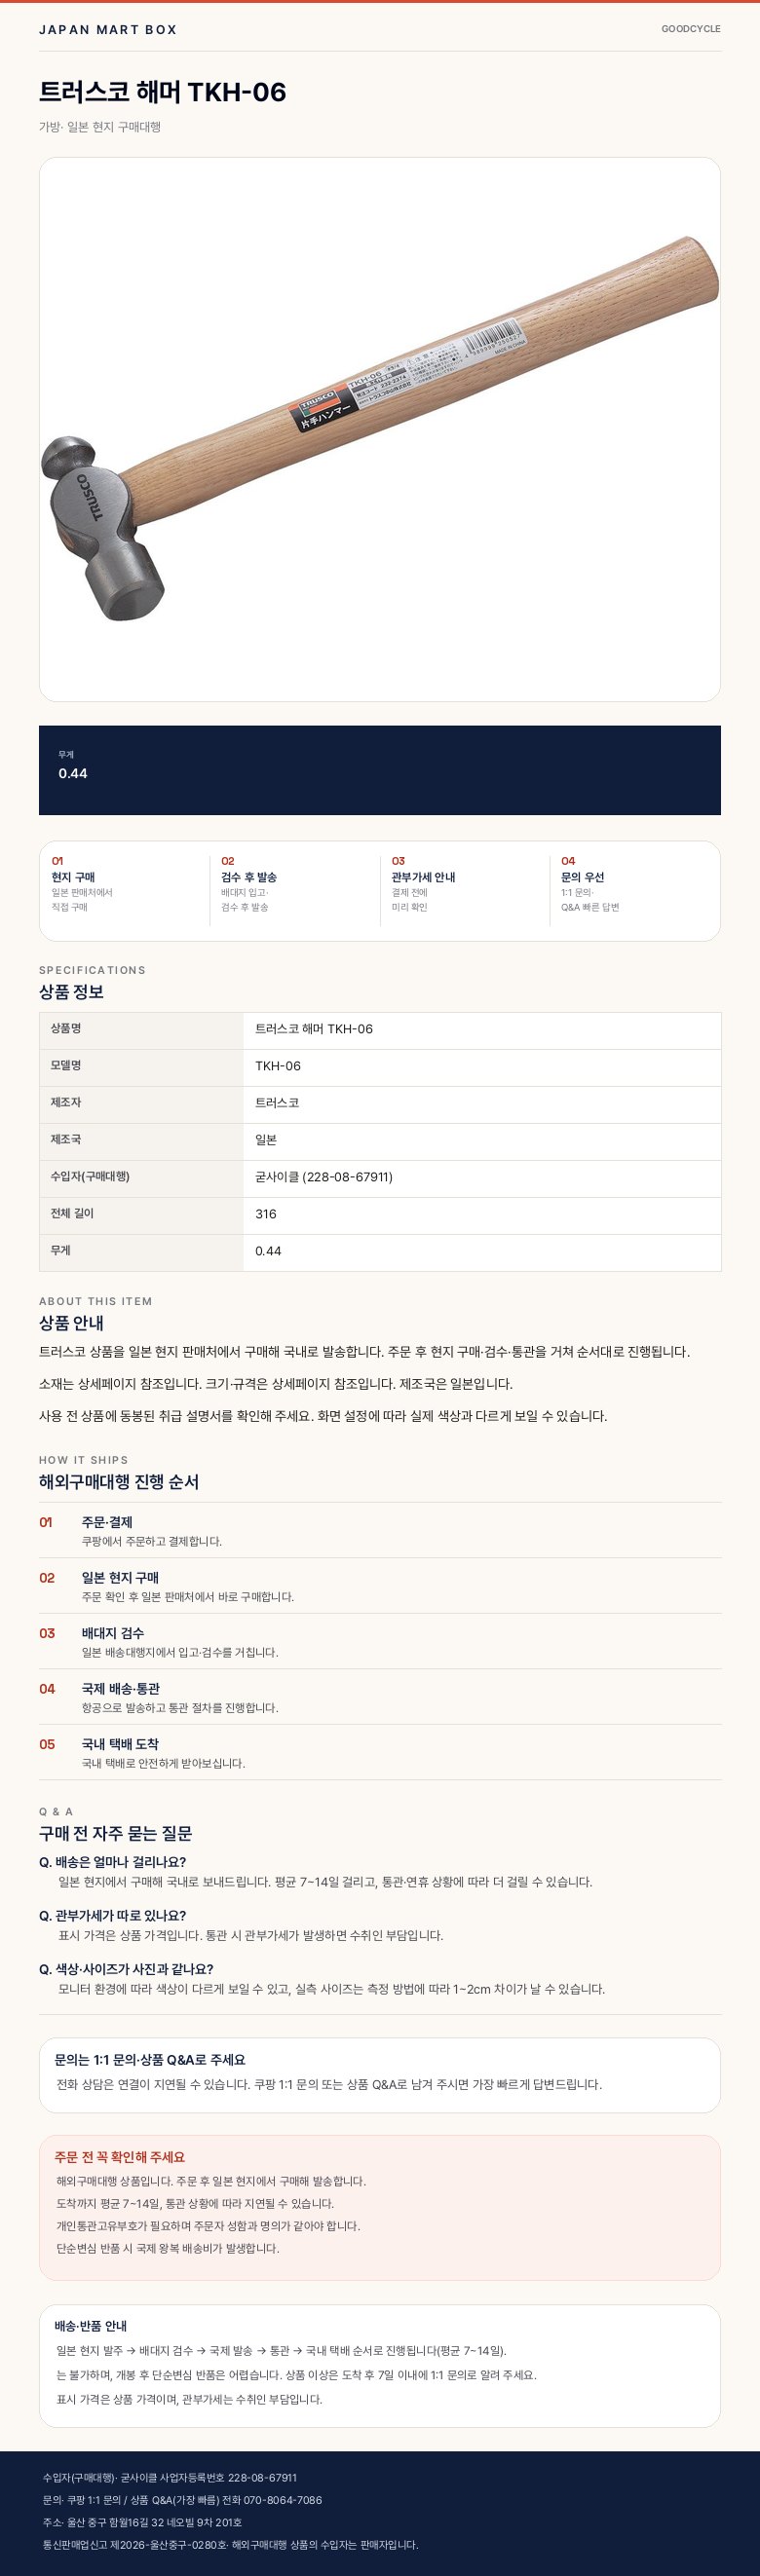 JAPAN MART BOX
GOODCYCLE
트러스코 해머 TKH-06
가방· 일본 현지 구매대행
TRUSCO
TKH-06
片手ハンマー
MADE IN CHINA
TRUSCO
무게
0.44
01
현지 구매
일본 판매처에서
직접 구매
02
검수 후 발송
배대지 입고·
검수 후 발송
03
관부가세 안내
결제 전에
미리 확인
04
문의 우선
1:1 문의·
Q&A 빠른 답변
SPECIFICATIONS
상품 정보
상품명 트러스코 해머 TKH-06
모델명 TKH-06
제조자 트러스코
제조국 일본
수입자(구매대행) 굳사이클 (228-08-67911)
전체 길이 316
무게 0.44
ABOUT THIS ITEM
상품 안내
트러스코 상품을 일본 현지 판매처에서 구매해 국내로 발송합니다. 주문 후 현지 구매·검수·통관을 거쳐 순서대로 진행됩니다.
소재는 상세페이지 참조입니다. 크기·규격은 상세페이지 참조입니다. 제조국은 일본입니다.
사용 전 상품에 동봉된 취급 설명서를 확인해 주세요. 화면 설정에 따라 실제 색상과 다르게 보일 수 있습니다.
HOW IT SHIPS
해외구매대행 진행 순서
01 주문·결제
쿠팡에서 주문하고 결제합니다.
02 일본 현지 구매
주문 확인 후 일본 판매처에서 바로 구매합니다.
03 배대지 검수
일본 배송대행지에서 입고·검수를 거칩니다.
04 국제 배송·통관
항공으로 발송하고 통관 절차를 진행합니다.
05 국내 택배 도착
국내 택배로 안전하게 받아보십니다.
Q & A
구매 전 자주 묻는 질문
Q. 배송은 얼마나 걸리나요?
일본 현지에서 구매해 국내로 보내드립니다. 평균 7~14일 걸리고, 통관·연휴 상황에 따라 더 걸릴 수 있습니다.
Q. 관부가세가 따로 있나요?
표시 가격은 상품 가격입니다. 통관 시 관부가세가 발생하면 수취인 부담입니다.
Q. 색상·사이즈가 사진과 같나요?
모니터 환경에 따라 색상이 다르게 보일 수 있고, 실측 사이즈는 측정 방법에 따라 1~2cm 차이가 날 수 있습니다.
문의는 1:1 문의·상품 Q&A로 주세요
전화 상담은 연결이 지연될 수 있습니다. 쿠팡 1:1 문의 또는 상품 Q&A로 남겨 주시면 가장 빠르게 답변드립니다.
주문 전 꼭 확인해 주세요
해외구매대행 상품입니다. 주문 후 일본 현지에서 구매해 발송합니다.
도착까지 평균 7~14일, 통관 상황에 따라 지연될 수 있습니다.
개인통관고유부호가 필요하며 주문자 성함과 명의가 같아야 합니다.
단순변심 반품 시 국제 왕복 배송비가 발생합니다.
배송·반품 안내
일본 현지 발주 → 배대지 검수 → 국제 발송 → 통관 → 국내 택배 순서로 진행됩니다(평균 7~14일).
는 불가하며, 개봉 후 단순변심 반품은 어렵습니다. 상품 이상은 도착 후 7일 이내에 1:1 문의로 알려 주세요.
표시 가격은 상품 가격이며, 관부가세는 수취인 부담입니다.
수입자(구매대행)· 굳사이클 사업자등록번호 228-08-67911
문의· 쿠팡 1:1 문의 / 상품 Q&A(가장 빠름) 전화 070-8064-7086
주소· 울산 중구 함월16길 32 네오빌 9차 201호
통신판매업신고 제2026-울산중구-0280호· 해외구매대행 상품의 수입자는 판매자입니다.